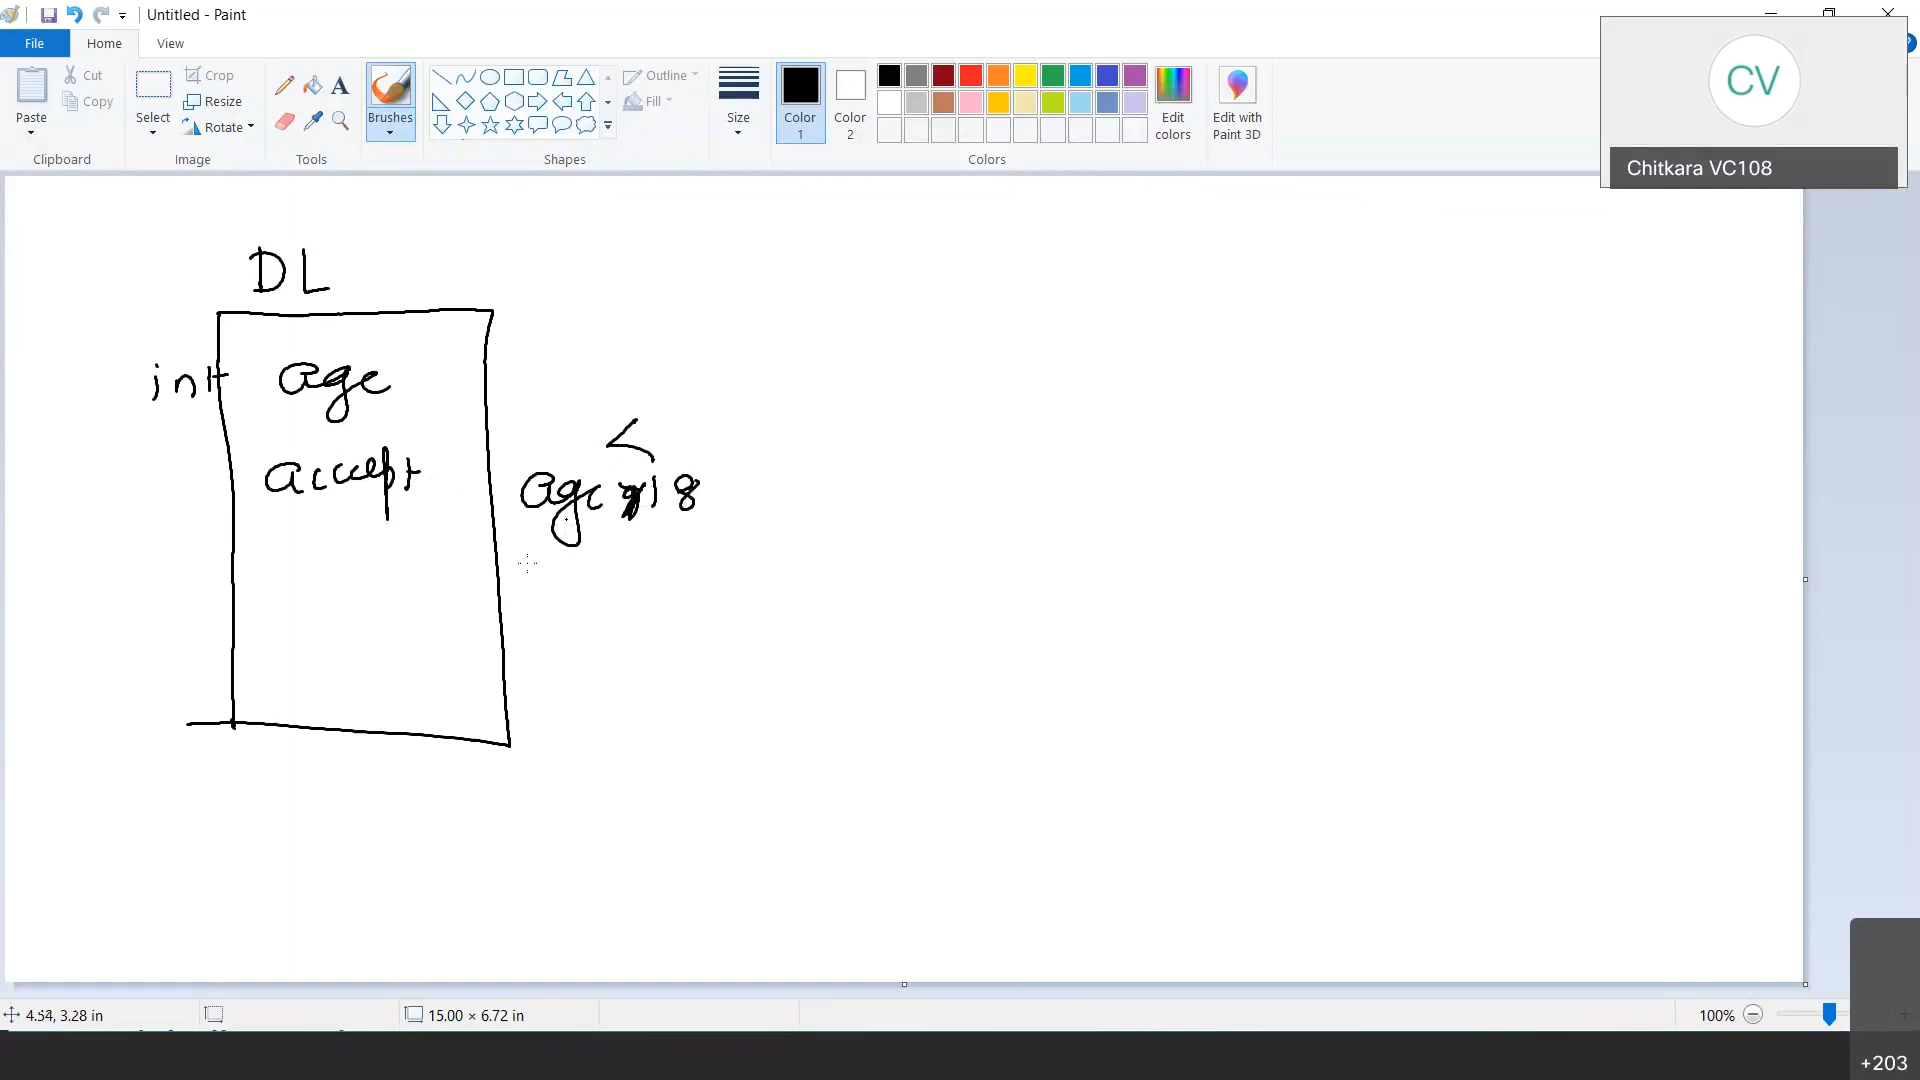 Untitled - Paint
File Home View
Cut
Copy
Paste
Clipboard
Crop
Resize
Rotate
Select
Image
Tools
Brushes
Shapes
Outline
Fill
Size
Color 1
Color 2
Colors
Edit colors
Edit with Paint 3D
CV
Chitkara VC108
DL
int age
accept
<
age 18
4.54, 3.28 in
15.00 × 6.72 in
100%
+203